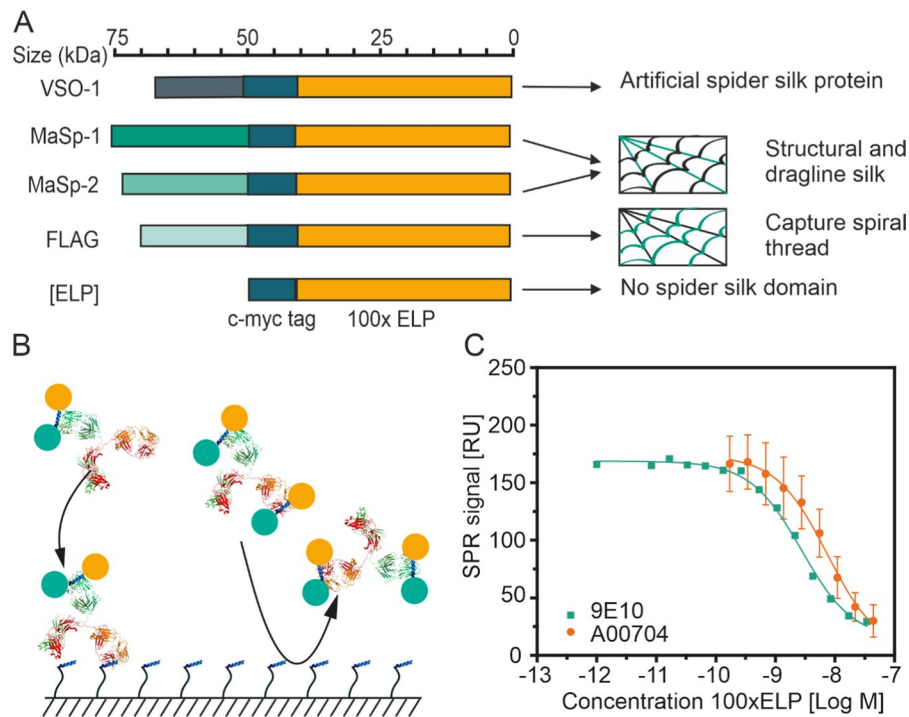 A
Size (kDa)
75 50 25 0
VSO-1
Artificial spider silk protein
MaSp-1
Structural and
dragline silk
MaSp-2
FLAG
Capture spiral
thread
[ELP]
No spider silk domain
c-myc tag 100x ELP
B
C
250
200
150
100
50
0
SPR signal [RU]
9E10
A00704
-13 -12 -11 -10 -9 -8 -7
Concentration 100xELP [Log M]